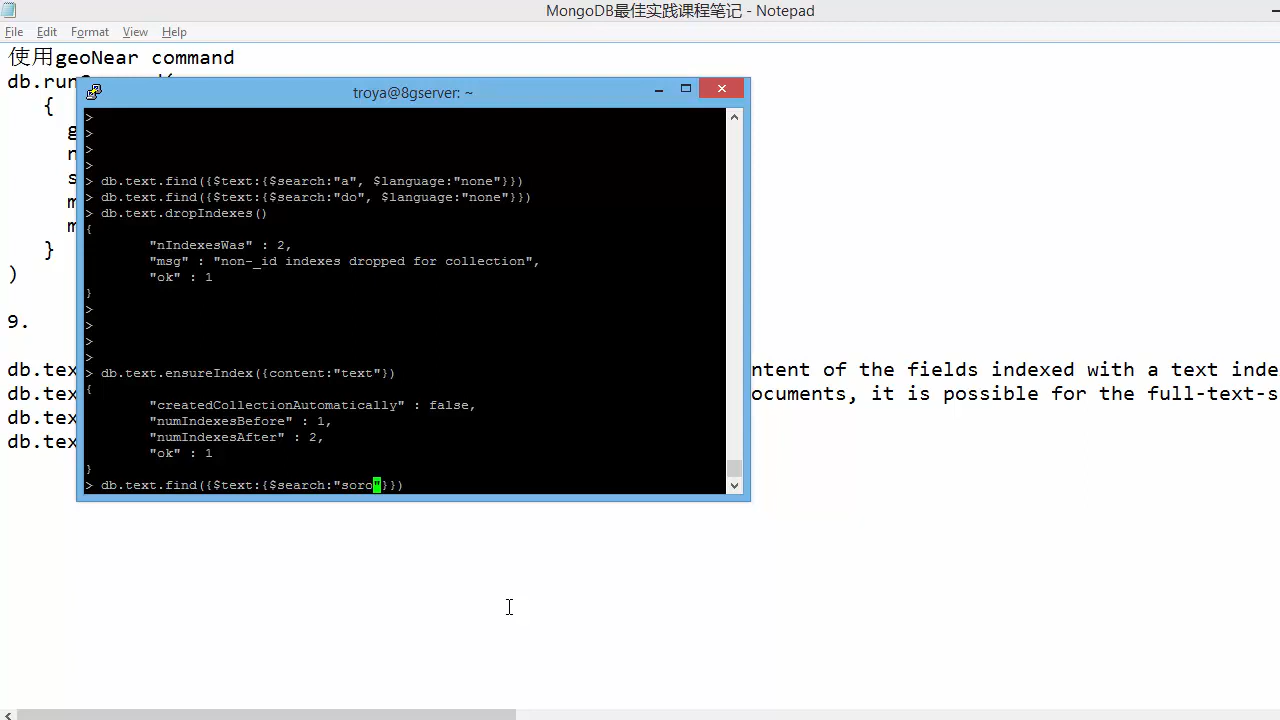 MongoDB最佳实践课程笔记 - Notepad
File Edit Format View Help
使用geoNear command
db.run
{
troya@8gserver: ~
>
>
>
>
> db.text.find({$text:{$search:"a", $language:"none"}})
> db.text.find({$text:{$search:"do", $language:"none"}})
> db.text.dropIndexes()
{
"nIndexesWas" : 2,
"msg" : "non-_id indexes dropped for collection",
"ok" : 1
}
>
>
>
>
> db.text.ensureIndex({content:"text"})
{
"createdCollectionAutomatically" : false,
"numIndexesBefore" : 1,
"numIndexesAfter" : 2,
"ok" : 1
}
> db.text.find({$text:{$search:"soro"}})
}
)
9.
db.tex ntent of the fields indexed with a text inde
db.tex ocuments, it is possible for the full-text-s
db.tex
db.tex